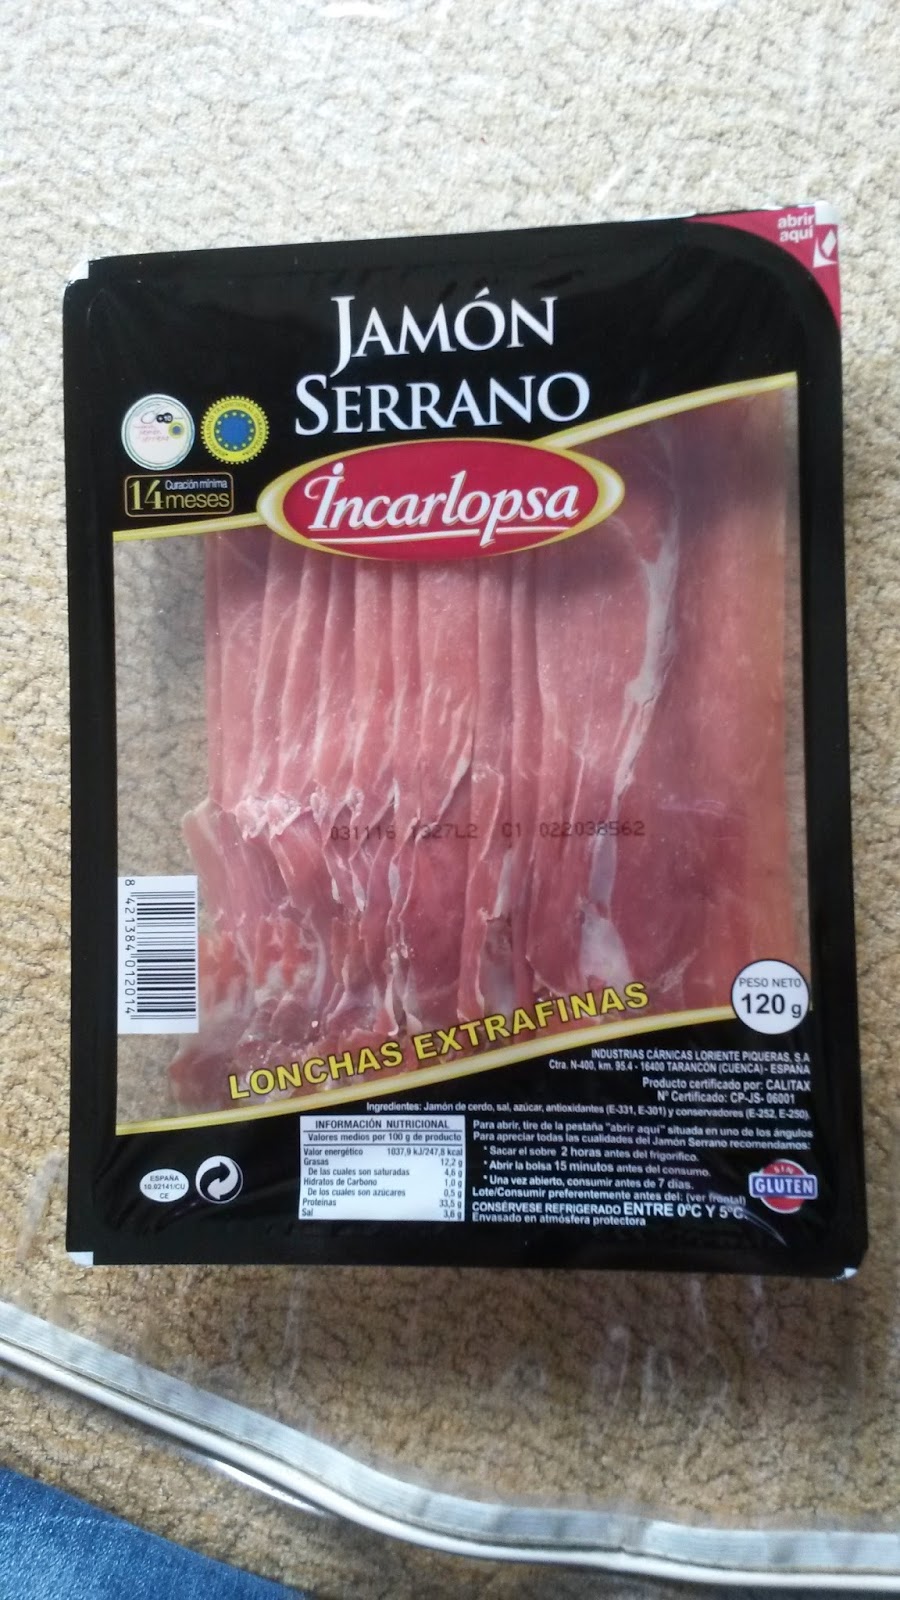 abrir
aquí
JAMÓN
SERRANO
Curación mínima
14 meses
Incarlopsa
031116 1327L2 C1 022038562
8 421384 012014
LONCHAS EXTRAFINAS
PESO NETO
120 g
INDUSTRIAS CÁRNICAS LORIENTE PIQUERAS, S.A
Ctra. N-400, km. 95.4 - 16400 TARANCÓN (CUENCA) - ESPAÑA
Producto certificado por: CALITAX
Nº Certificado: CP-JS- 06001
Ingredientes: Jamón de cerdo, sal, azúcar, antioxidantes (E-331, E-301) y conservadores (E-252, E-250).
INFORMACIÓN NUTRICIONAL
Valores medios por 100 g de producto
Valor energético 1037,9 kJ/247,8 kcal
Grasas 12,2 g
De las cuales son saturadas 4,6 g
Hidratos de Carbono 1,0 g
De los cuales son azúcares 0,5 g
Proteínas 33,5 g
Sal 3,6 g
Para abrir, tire de la pestaña "abrir aquí" situada en uno de los ángulos
Para apreciar todas las cualidades del Jamón Serrano recomendamos:
* Sacar el sobre 2 horas antes del frigorífico.
* Abrir la bolsa 15 minutos antes del consumo.
* Una vez abierto, consumir antes de 7 días.
Lote/Consumir preferentemente antes del: (ver frontal)
CONSÉRVESE REFRIGERADO ENTRE 0ºC Y 5ºC.
Envasado en atmósfera protectora
SIN
GLUTEN
ESPAÑA
10.02141/CU
CE